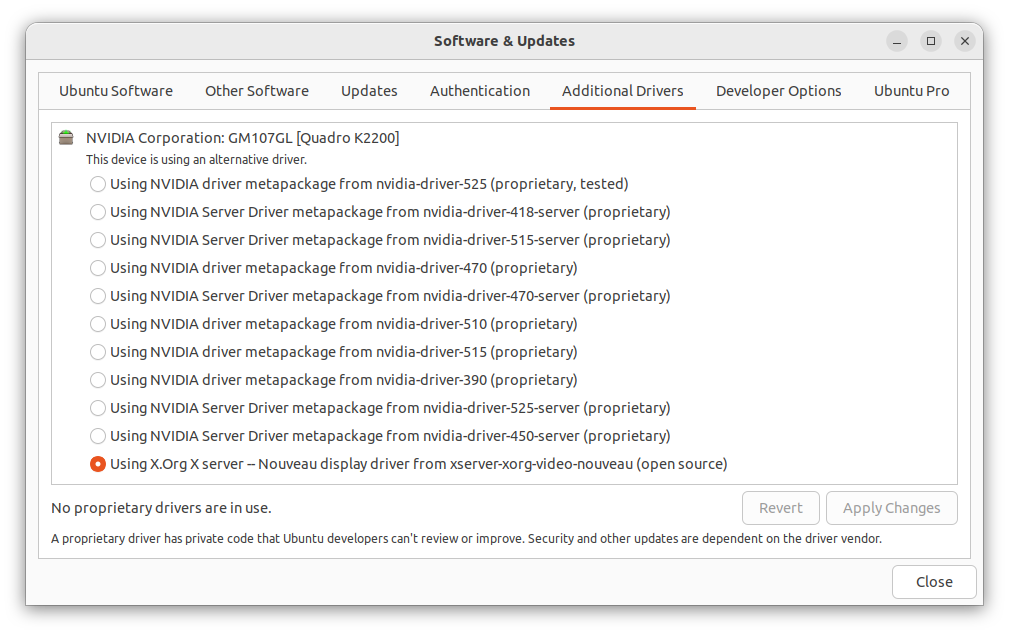 Software & Updates
Ubuntu Software Other Software Updates Authentication Additional Drivers Developer Options Ubuntu Pro
NVIDIA Corporation: GM107GL [Quadro K2200]
This device is using an alternative driver.
Using NVIDIA driver metapackage from nvidia-driver-525 (proprietary, tested)
Using NVIDIA Server Driver metapackage from nvidia-driver-418-server (proprietary)
Using NVIDIA Server Driver metapackage from nvidia-driver-515-server (proprietary)
Using NVIDIA driver metapackage from nvidia-driver-470 (proprietary)
Using NVIDIA Server Driver metapackage from nvidia-driver-470-server (proprietary)
Using NVIDIA driver metapackage from nvidia-driver-510 (proprietary)
Using NVIDIA driver metapackage from nvidia-driver-515 (proprietary)
Using NVIDIA driver metapackage from nvidia-driver-390 (proprietary)
Using NVIDIA Server Driver metapackage from nvidia-driver-525-server (proprietary)
Using NVIDIA Server Driver metapackage from nvidia-driver-450-server (proprietary)
Using X.Org X server -- Nouveau display driver from xserver-xorg-video-nouveau (open source)
No proprietary drivers are in use. Revert Apply Changes
A proprietary driver has private code that Ubuntu developers can't review or improve. Security and other updates are dependent on the driver vendor.
Close